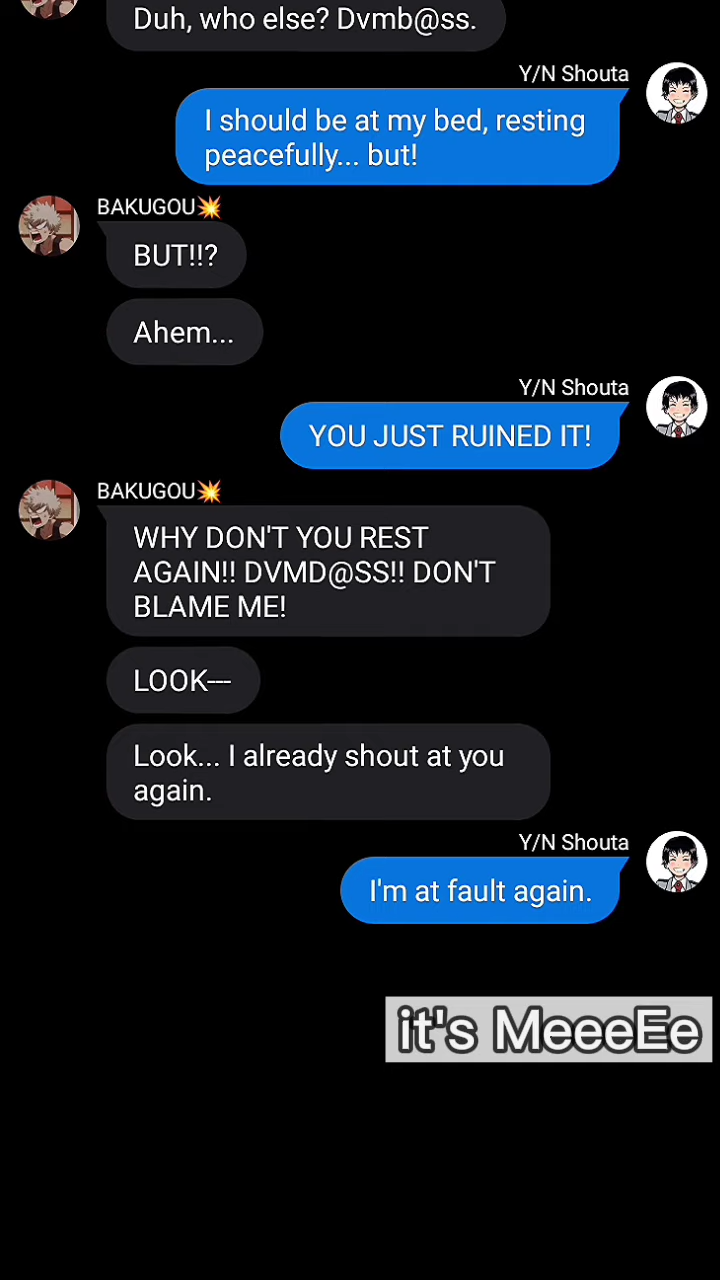 Duh, who else? Dvmb@ss.
Y/N Shouta
I should be at my bed, resting
peacefully... but!
BAKUGOU💥
BUT!!?
Ahem...
Y/N Shouta
YOU JUST RUINED IT!
BAKUGOU💥
WHY DON'T YOU REST
AGAIN!! DVMD@SS!! DON'T
BLAME ME!
LOOK---
Look... I already shout at you
again.
Y/N Shouta
I'm at fault again.
it's MeeeEe